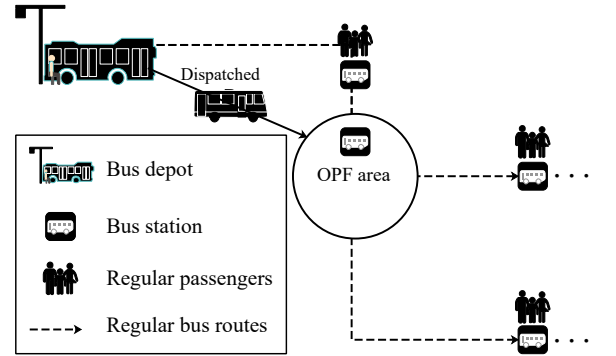 Dispatched
OPF area
Bus depot
Bus station
Regular passengers
Regular bus routes